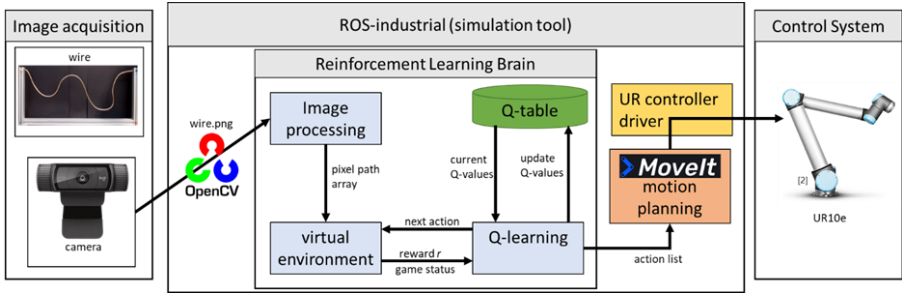 Image acquisition
wire
camera
wire.png
OpenCV
ROS-industrial (simulation tool)
Reinforcement Learning Brain
Image
processing
pixel path
array
virtual
environment
next action
reward r
game status
Q-table
current
Q-values
update
Q-values
Q-learning
action list
UR controller
driver
MoveIt
motion
planning
Control System
[2]
UR10e